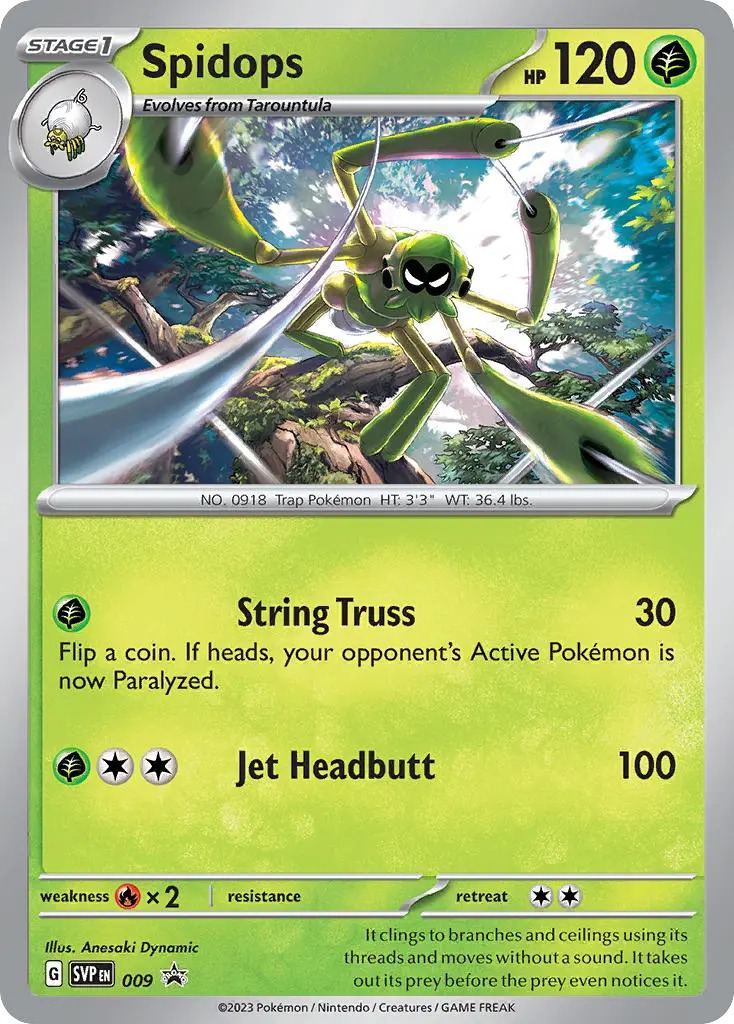 STAGE 1
Spidops
HP 120
Evolves from Tarountula
NO. 0918 Trap Pokémon HT: 3'3" WT: 36.4 lbs.
String Truss 30
Flip a coin. If heads, your opponent's Active Pokémon is
now Paralyzed.
Jet Headbutt 100
weakness ×2 resistance retreat
Illus. Anesaki Dynamic
It clings to branches and ceilings using its
threads and moves without a sound. It takes
out its prey before the prey even notices it.
G SVP EN 009
©2023 Pokémon / Nintendo / Creatures / GAME FREAK